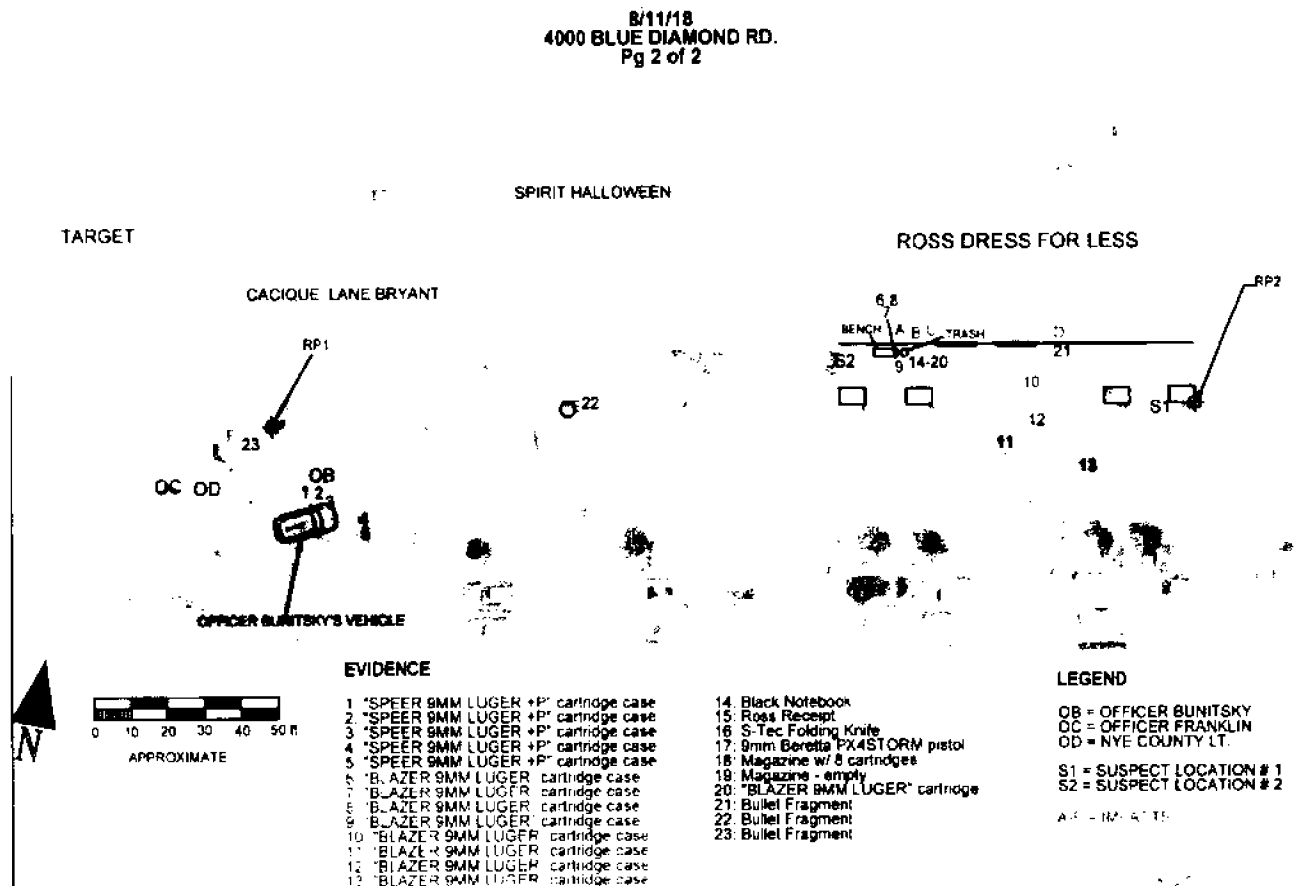 8/11/18
4000 BLUE DIAMOND RD.
Pg 2 of 2
SPIRIT HALLOWEEN
TARGET
ROSS DRESS FOR LESS
CACIQUE LANE BRYANT
RP2
6,8
7
BENCH A B TRASH
RP1
21
S2
9 14-20
10
22
S1
12
23
11
13
OB
OC OD
1 2
OFFICER BUNITSKY'S VEHICLE
N
0 10 20 30 40 50 ft
APPROXIMATE
EVIDENCE
1. "SPEER 9MM LUGER +P" cartridge case
2. "SPEER 9MM LUGER +P" cartridge case
3 "SPEER 9MM LUGER +P" cartridge case
4 "SPEER 9MM LUGER +P" cartridge case
5 "SPEER 9MM LUGER +P" cartridge case
6 "BLAZER 9MM LUGER cartridge case
7 "BLAZER 9MM LUGER cartridge case
8 "BLAZER 9MM LUGER cartridge case
9 "BLAZER 9MM LUGER" cartridge case
10 "BLAZER 9MM LUGER cartridge case
11 "BLAZER 9MM LUGER cartridge case
12 "BLAZER 9MM LUGER cartridge case
13 "BLAZER 9MM LUGER cartridge case
14. Black Notebook
15: Ross Receipt
16 S-Tec Folding Knife
17: 9mm Beretta PX4STORM pistol
18: Magazine w/ 8 cartridges
19: Magazine - empty
20: "BLAZER 9MM LUGER" cartridge
21: Bullet Fragment
22: Bullet Fragment
23: Bullet Fragment
LEGEND
OB = OFFICER BUNITSKY
OC = OFFICER FRANKLIN
OD = NYE COUNTY LT.
S1 = SUSPECT LOCATION # 1
S2 = SUSPECT LOCATION # 2